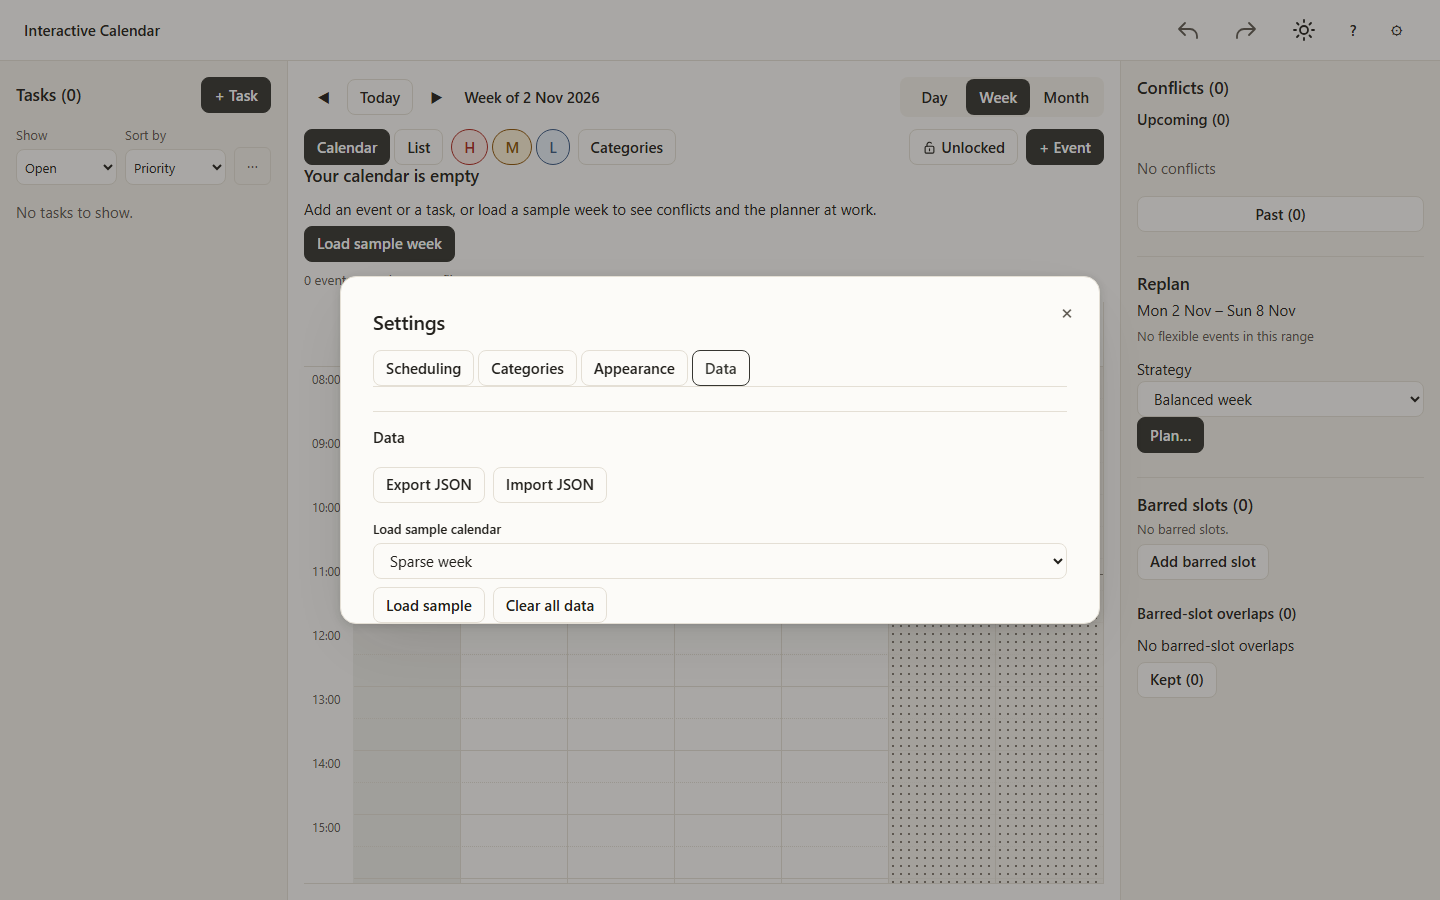 Interactive Calendar
?
Tasks (0)
+ Task
Show
Sort by
Open
Priority
...
No tasks to show.
Today
Week of 2 Nov 2026
Day
Week
Month
Calendar
List
H
M
L
Categories
Unlocked
+ Event
Your calendar is empty
Add an event or a task, or load a sample week to see conflicts and the planner at work.
Load sample week
0 event
08:00
09:00
10:00
11:00
12:00
13:00
14:00
15:00
Settings
×
Scheduling
Categories
Appearance
Data
Data
Export JSON
Import JSON
Load sample calendar
Sparse week
Load sample
Clear all data
Conflicts (0)
Upcoming (0)
No conflicts
Past (0)
Replan
Mon 2 Nov – Sun 8 Nov
No flexible events in this range
Strategy
Balanced week
Plan...
Barred slots (0)
No barred slots.
Add barred slot
Barred-slot overlaps (0)
No barred-slot overlaps
Kept (0)